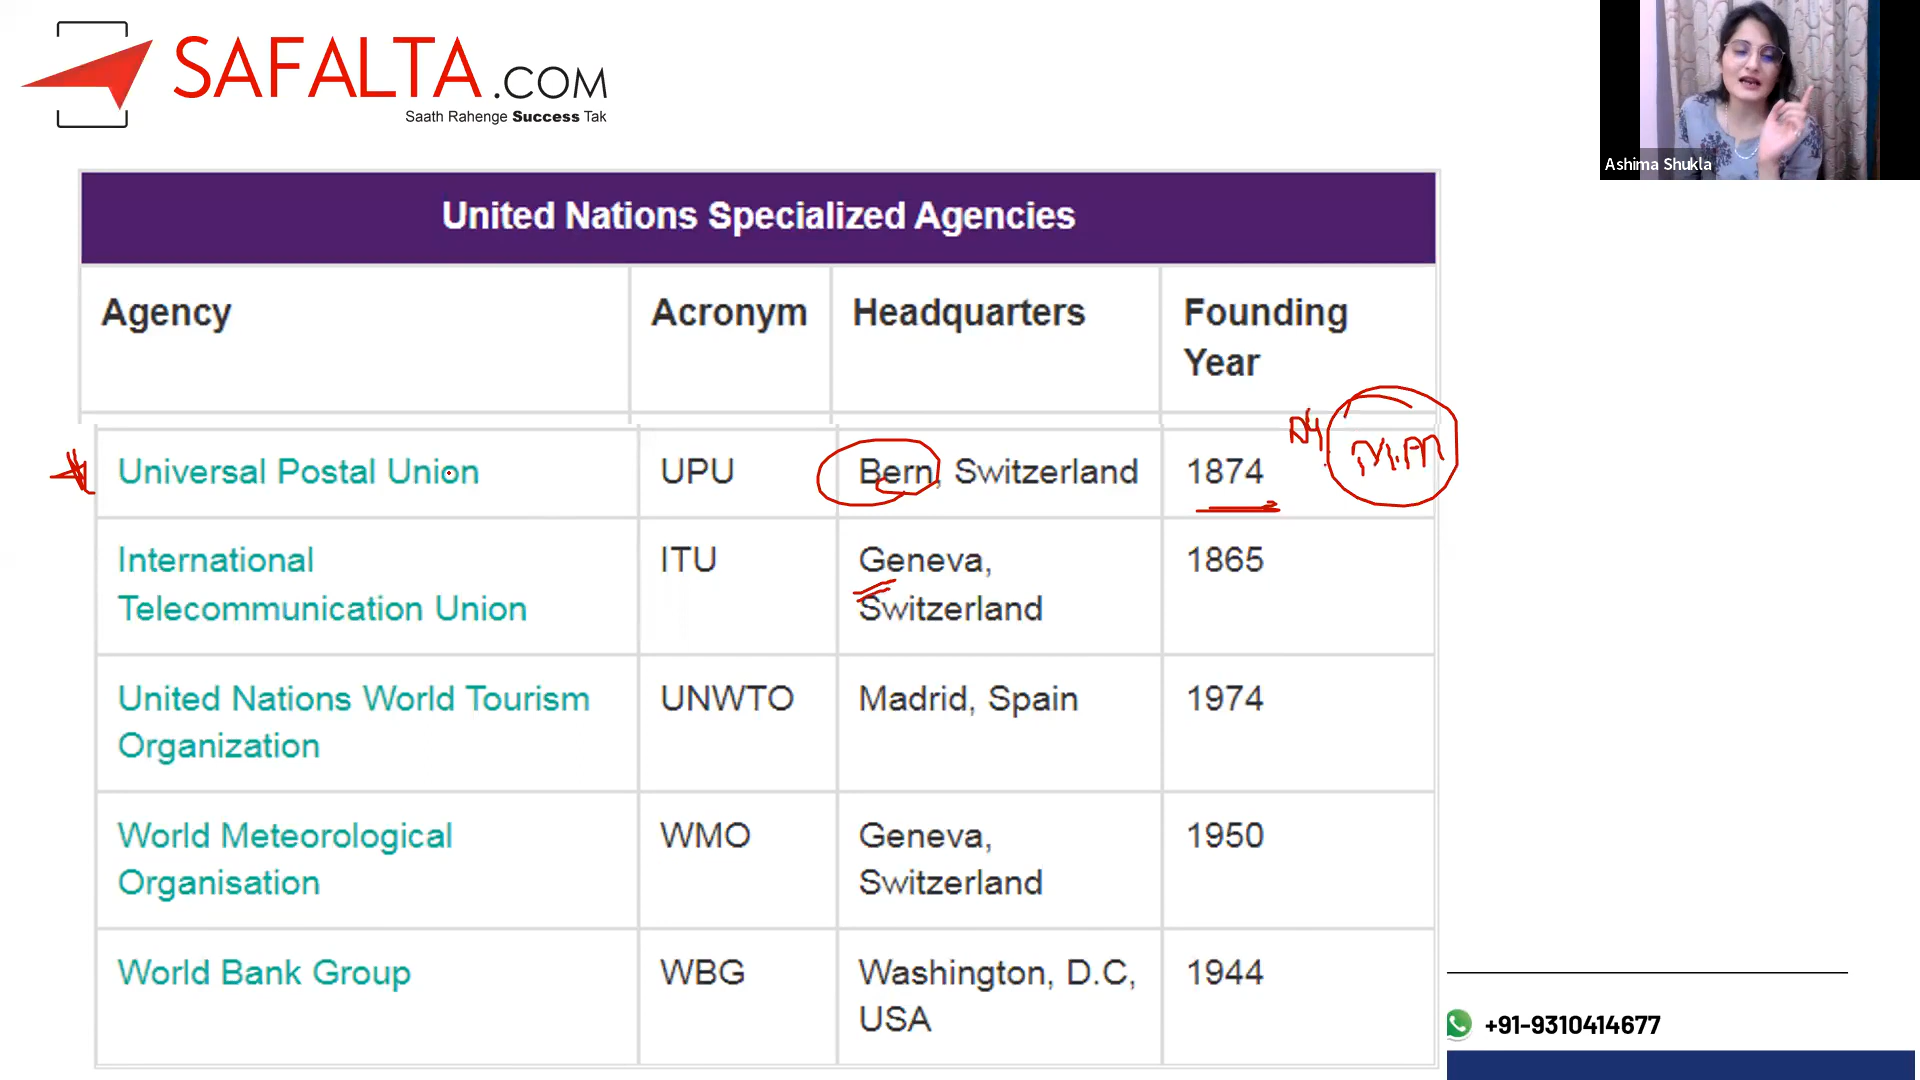 SAFALTA.COM
Saath Rahenge Success Tak
Ashima Shukla
United Nations Specialized Agencies
Agency Acronym Headquarters Founding Year
Universal Postal Union UPU Bern, Switzerland 1874
International Telecommunication Union ITU Geneva, Switzerland 1865
United Nations World Tourism Organization UNWTO Madrid, Spain 1974
World Meteorological Organisation WMO Geneva, Switzerland 1950
World Bank Group WBG Washington, D.C, USA 1944
+91-9310414677